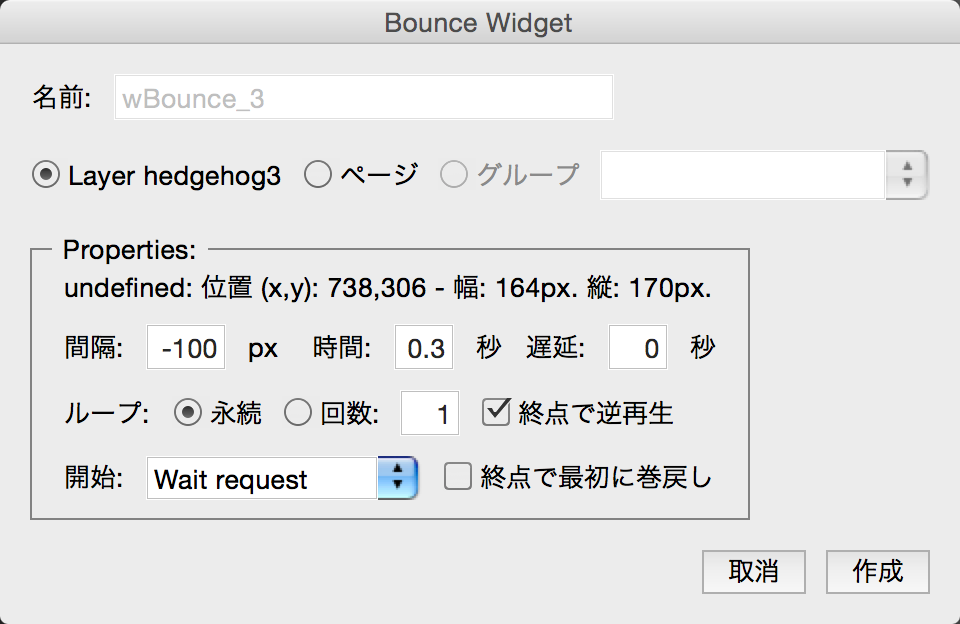 Bounce Widget
名前: wBounce_3
Layer hedgehog3 ページ グループ
Properties:
undefined: 位置 (x,y): 738,306 - 幅: 164px. 縦: 170px.
間隔: -100 px 時間: 0.3 秒 遅延: 0 秒
ループ: 永続 回数: 1 終点で逆再生
開始: Wait request 終点で最初に巻戻し
取消 作成